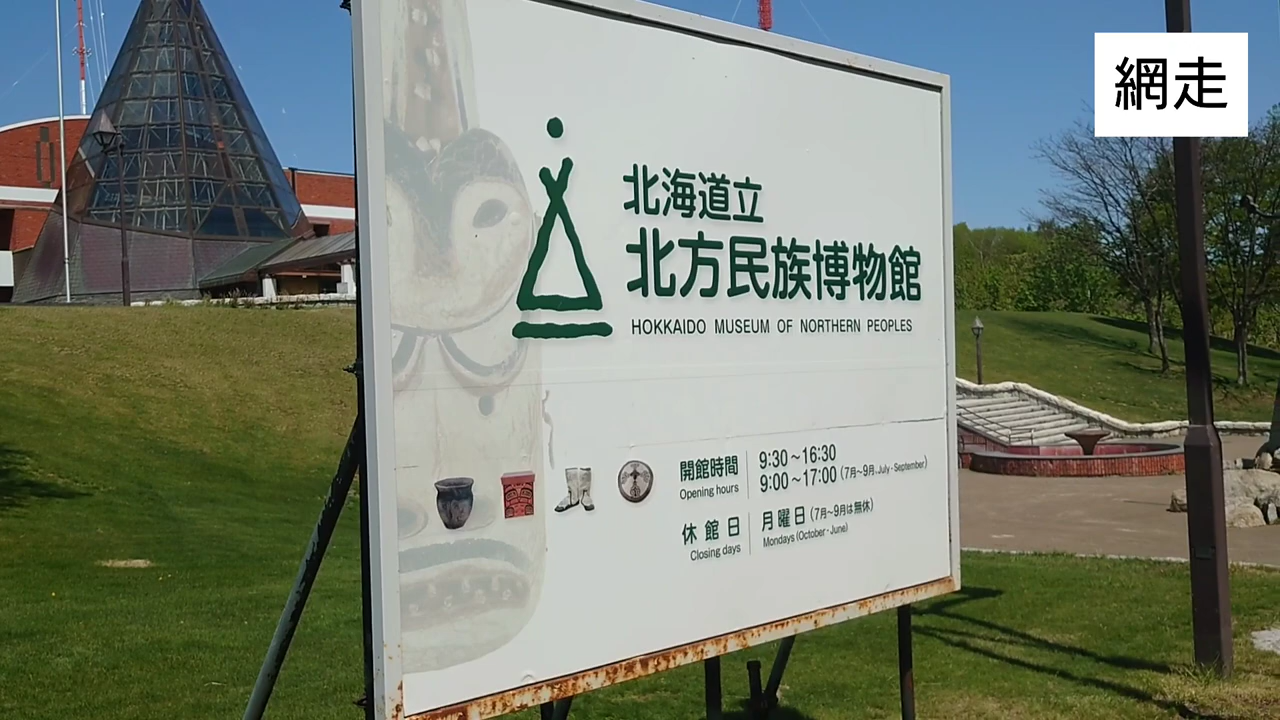 網走
北海道立
北方民族博物館
HOKKAIDO MUSEUM OF NORTHERN PEOPLES
開館時間
Opening hours
9:30~16:30
9:00~17:00 (7月~9月､July-September)
休館日
Closing days
月曜日 (7月~9月は無休)
Mondays (October-June)